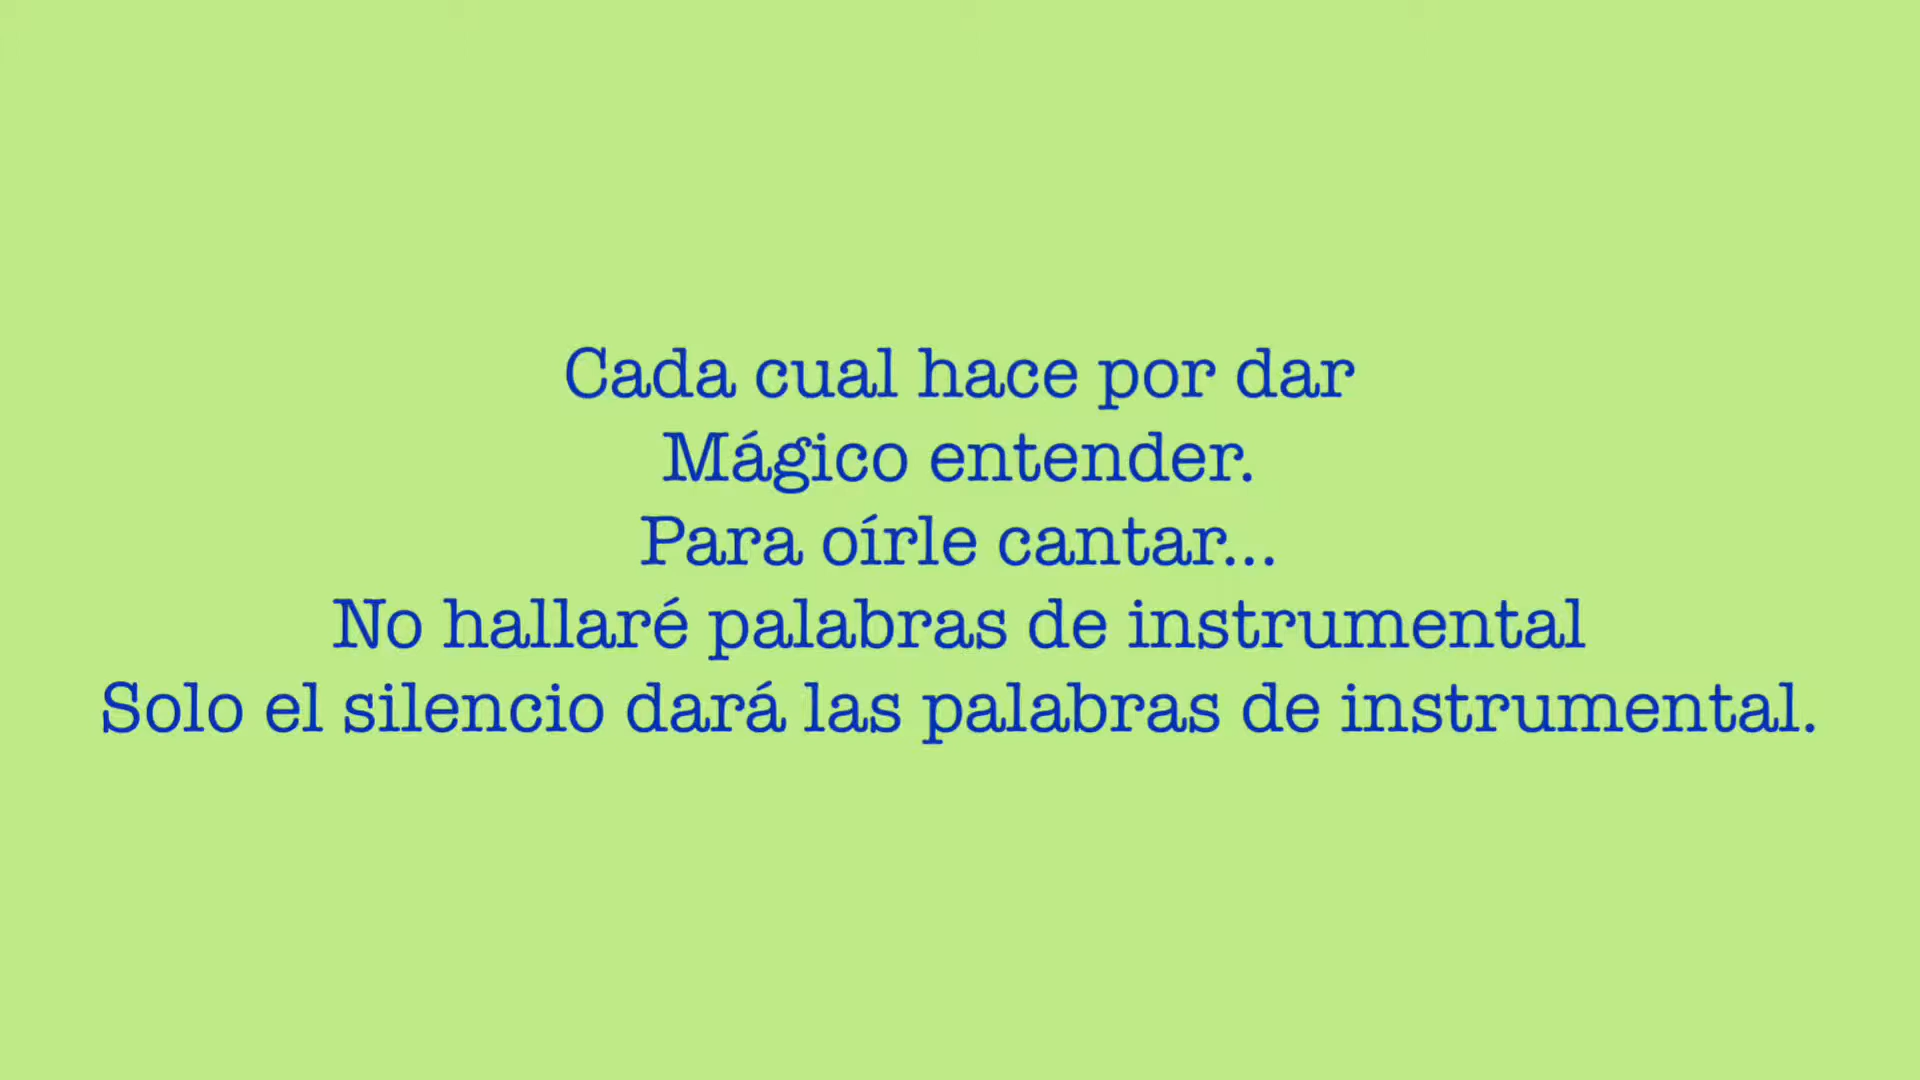 Cada cual hace por dar
Mágico entender.
Para oírle cantar...
No hallaré palabras de instrumental
Solo el silencio dará las palabras de instrumental.